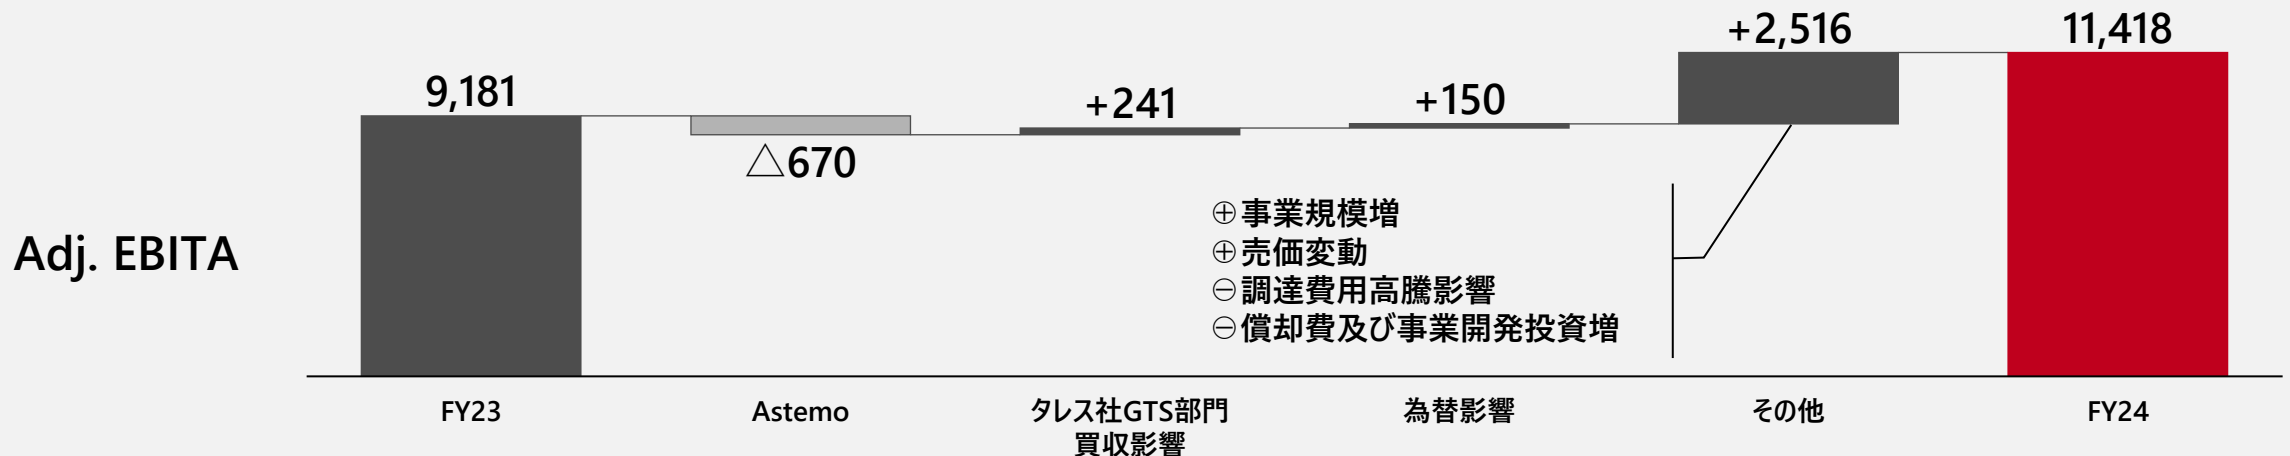 Adj. EBITA
9,181
△670
+241
+150
+2,516
11,418
⊕事業規模増
⊕売価変動
⊖調達費用高騰影響
⊖償却費及び事業開発投資増
FY23
Astemo
タレス社GTS部門
買収影響
為替影響
その他
FY24